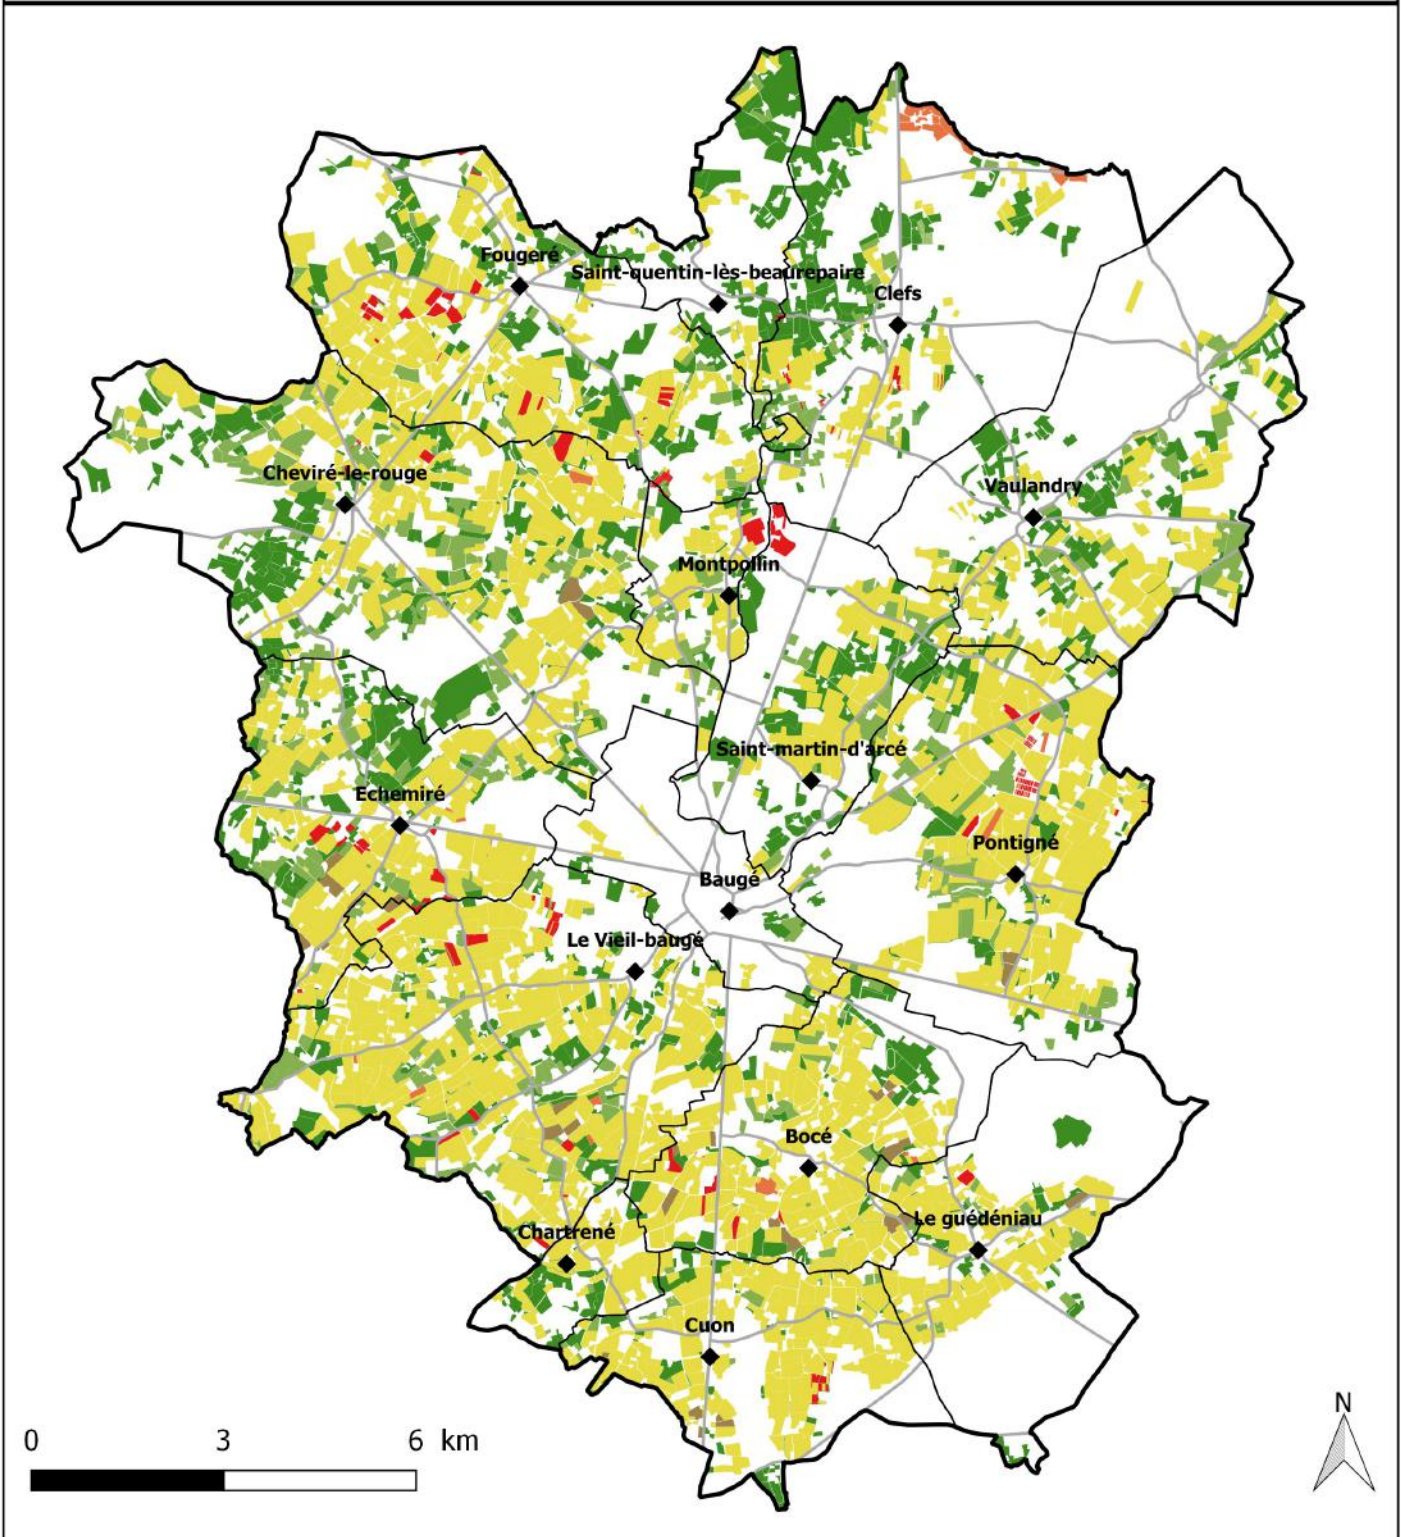 Fougeré
Saint-quentin-lès-beaurepaire
Clefs
Cheviré-le-rouge
Vaulandry
Montpollin
Saint-martin-d'arcé
Echemiré
Pontigné
Baugé
Le Vieil-baugé
Bocé
Le guédéniau
Chartrené
Cuon
N
0 3 6 km